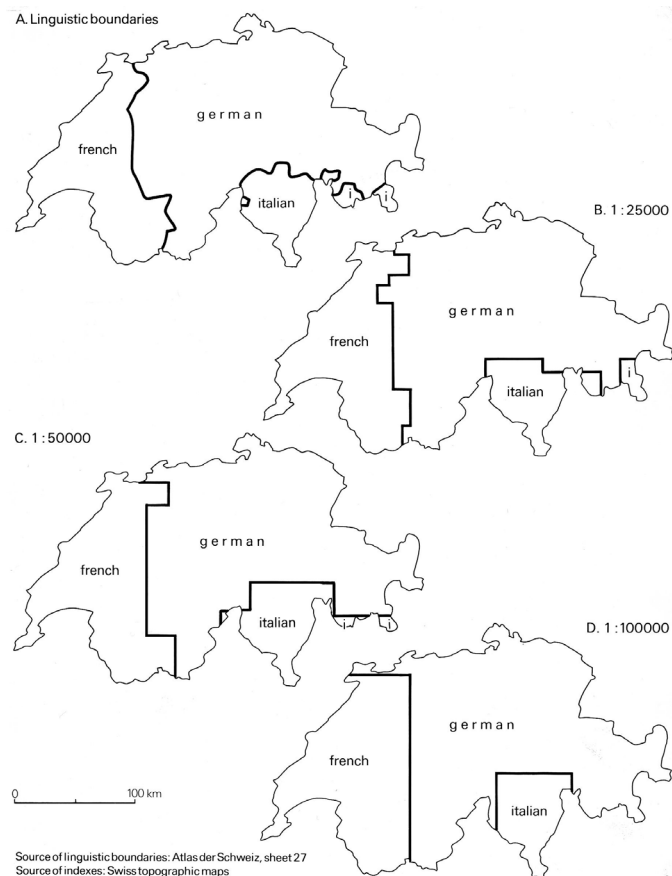 A. Linguistic boundaries
german
french
italian
i
i
B. 1:25000
german
french
italian
i
C. 1:50000
german
french
italian
i
i
D. 1:100000
german
french
italian
0 100 km
Source of linguistic boundaries: Atlas der Schweiz, sheet 27
Source of indexes: Swiss topographic maps